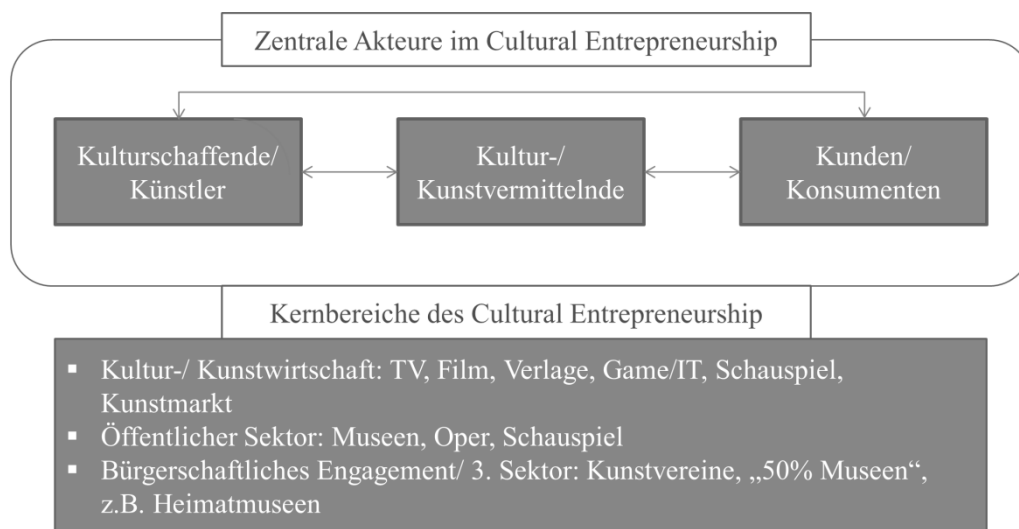 Zentrale Akteure im Cultural Entrepreneurship
Kulturschaffende/
Künstler
Kultur-/
Kunstvermittelnde
Kunden/
Konsumenten
Kernbereiche des Cultural Entrepreneurship
▪ Kultur-/ Kunstwirtschaft: TV, Film, Verlage, Game/IT, Schauspiel,
Kunstmarkt
▪ Öffentlicher Sektor: Museen, Oper, Schauspiel
▪ Bürgerschaftliches Engagement/ 3. Sektor: Kunstvereine, „50% Museen“,
z.B. Heimatmuseen